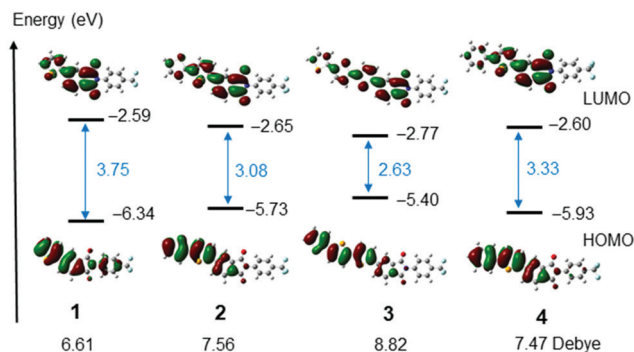 Energy (eV)
LUMO
−2.59 −2.65 −2.77 −2.60
3.75 3.08 2.63 3.33
−6.34 −5.73 −5.40 −5.93
HOMO
1 2 3 4
6.61 7.56 8.82 7.47 Debye